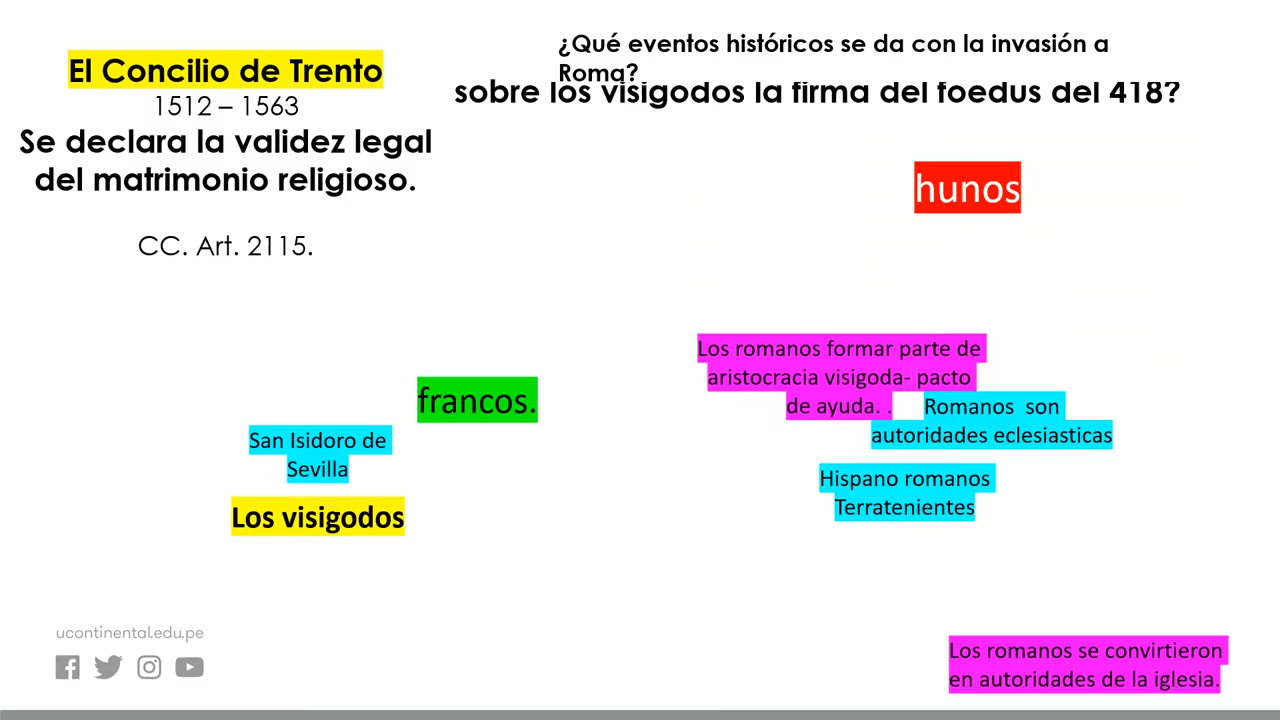 ¿Qué eventos históricos se da con la invasión a
Roma?
El Concilio de Trento
1512 – 1563
Se declara la validez legal
del matrimonio religioso.
CC. Art. 2115.
sobre los visigodos la firma del foedus del 418?
hunos
Los romanos formar parte de
aristocracia visigoda- pacto
de ayuda. .
Romanos son
autoridades eclesiasticas
Hispano romanos
Terratenientes
francos.
San Isidoro de
Sevilla
Los visigodos
ucontinental.edu.pe
Los romanos se convirtieron
en autoridades de la iglesia.